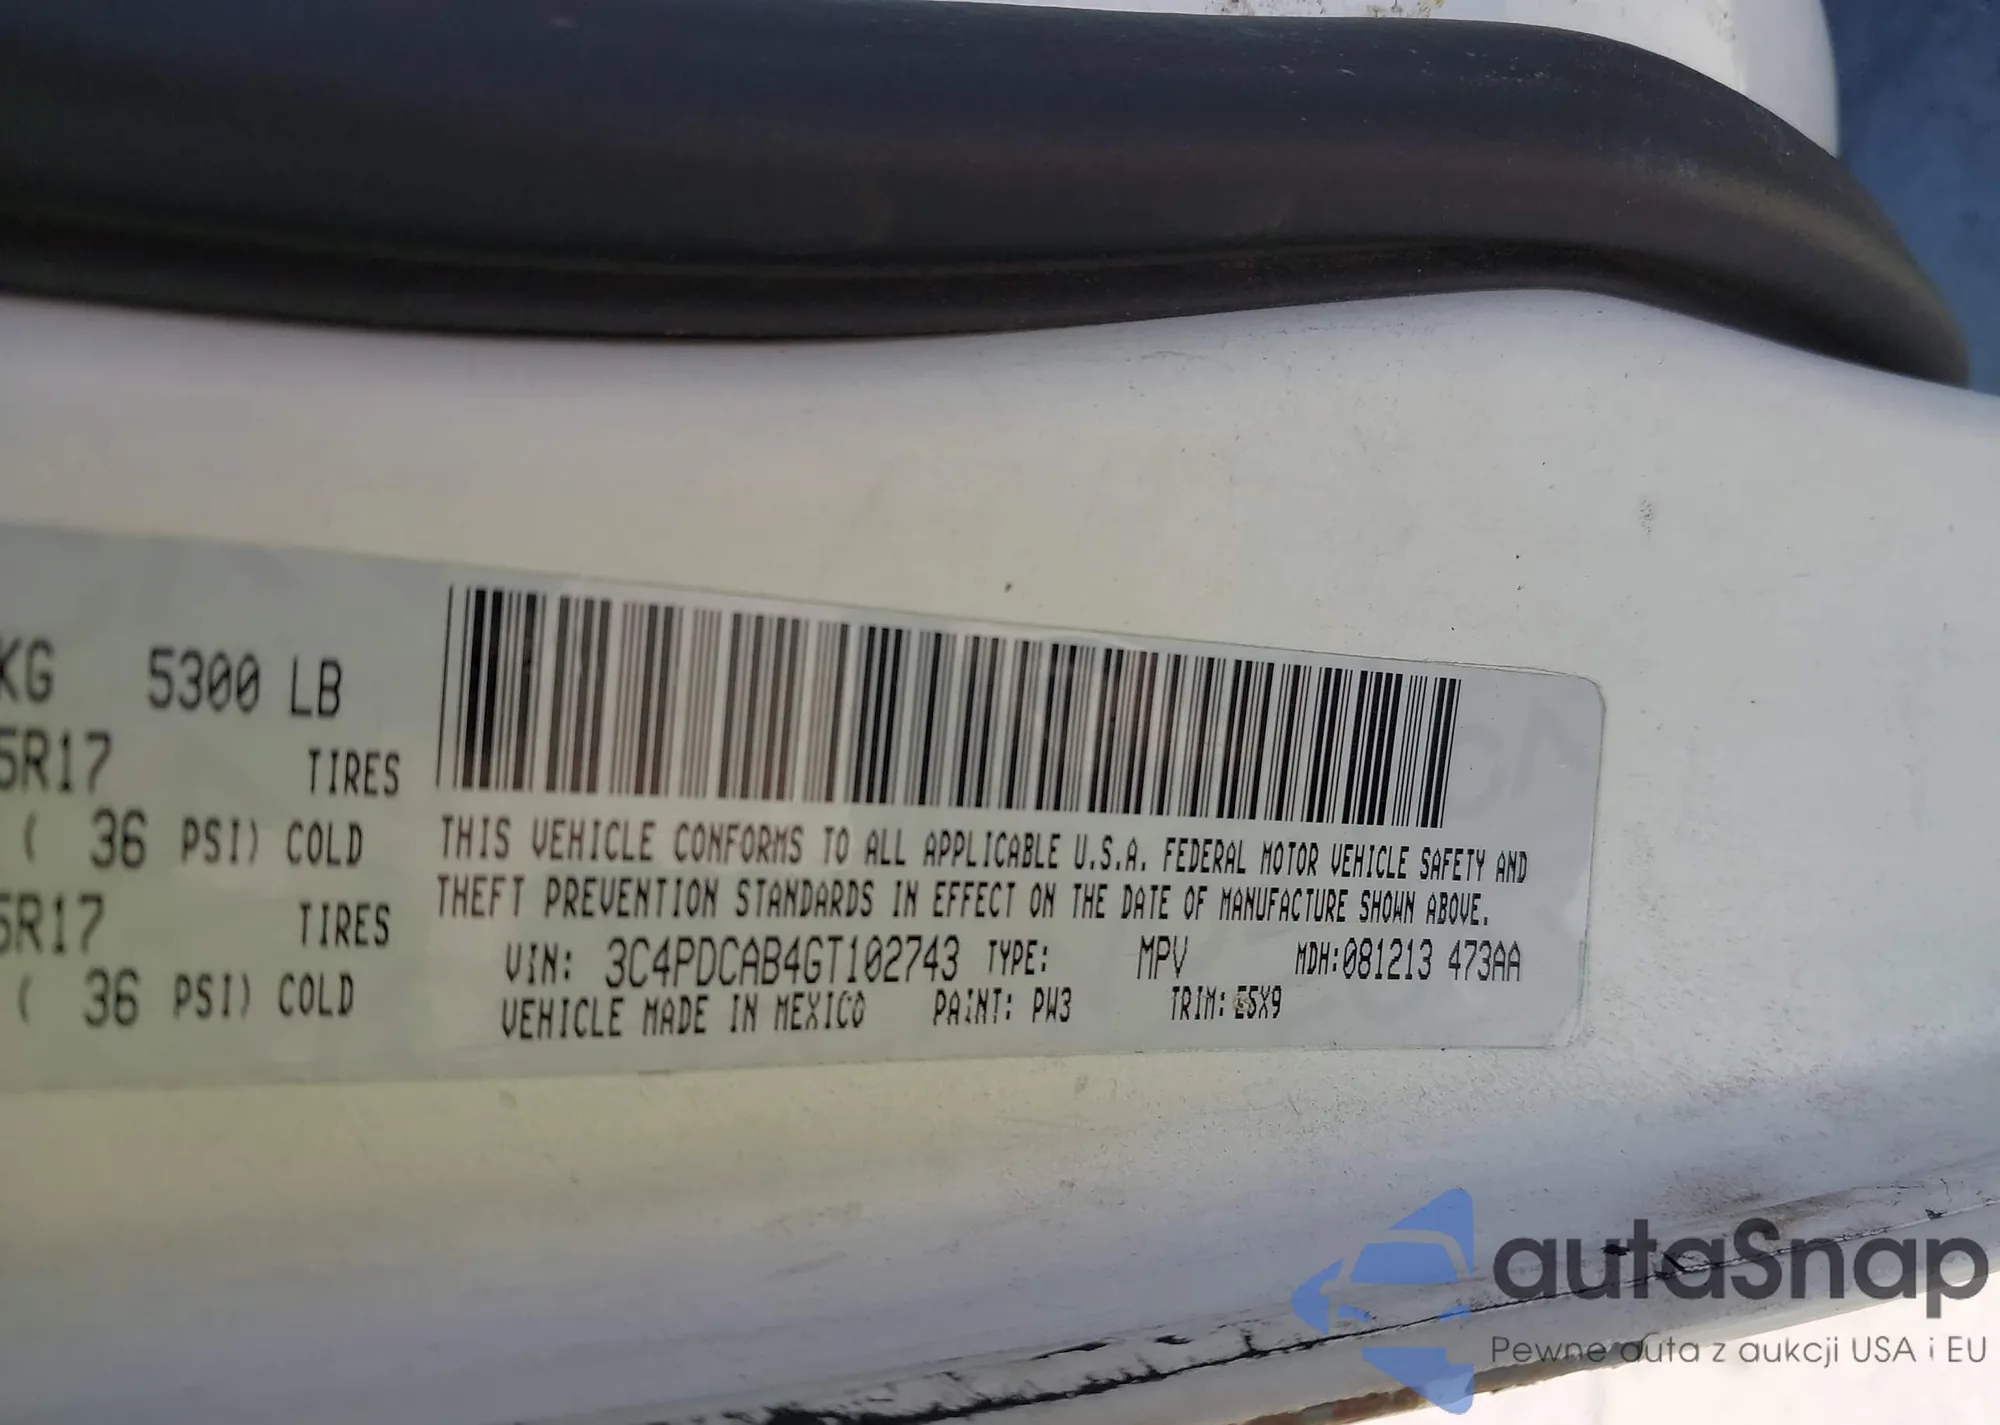 KG 5300 LB
5R17 TIRES
( 36 PSI) COLD
5R17 TIRES
( 36 PSI) COLD
THIS VEHICLE CONFORMS TO ALL APPLICABLE U.S.A. FEDERAL MOTOR VEHICLE SAFETY AND
THEFT PREVENTION STANDARDS IN EFFECT ON THE DATE OF MANUFACTURE SHOWN ABOVE.
VIN: 3C4PDCAB4GT102743 TYPE: MPV MDH:081213 473AA
VEHICLE MADE IN MEXICO PAINT: PW3 TRIM: E5X9
autaSnap
Pewne auta z aukcji USA i EU